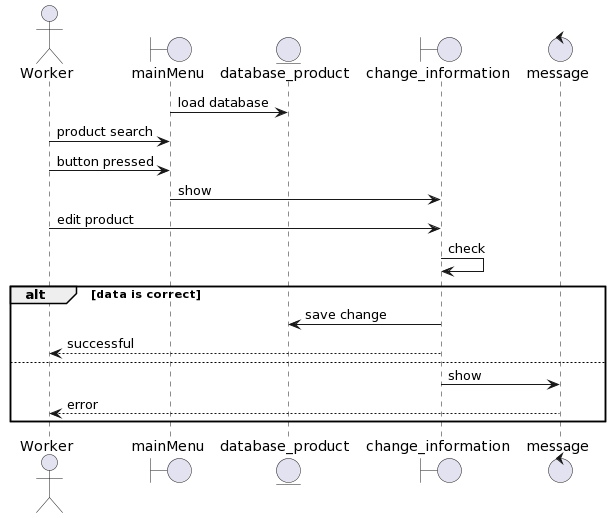 Worker mainMenu database_product change_information message
load database
product search
button pressed
show
edit product
check
alt [data is correct]
save change
successful
show
error
Worker mainMenu database_product change_information message